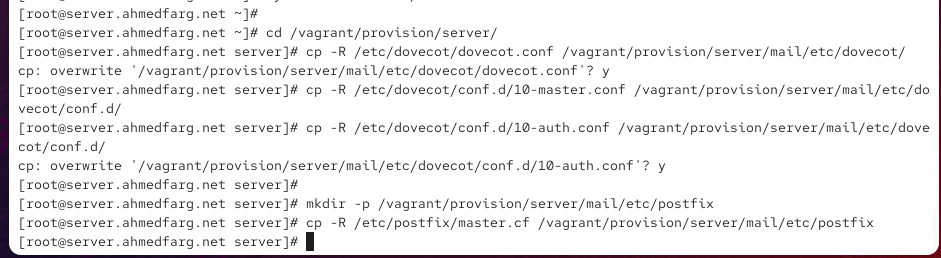 [root@server.ahmedfarg.net ~]#
[root@server.ahmedfarg.net ~]# cd /vagrant/provision/server/
[root@server.ahmedfarg.net server]# cp -R /etc/dovecot/dovecot.conf /vagrant/provision/server/mail/etc/dovecot/
cp: overwrite '/vagrant/provision/server/mail/etc/dovecot/dovecot.conf'? y
[root@server.ahmedfarg.net server]# cp -R /etc/dovecot/conf.d/10-master.conf /vagrant/provision/server/mail/etc/do
vecot/conf.d/
[root@server.ahmedfarg.net server]# cp -R /etc/dovecot/conf.d/10-auth.conf /vagrant/provision/server/mail/etc/dove
cot/conf.d/
cp: overwrite '/vagrant/provision/server/mail/etc/dovecot/conf.d/10-auth.conf'? y
[root@server.ahmedfarg.net server]#
[root@server.ahmedfarg.net server]# mkdir -p /vagrant/provision/server/mail/etc/postfix
[root@server.ahmedfarg.net server]# cp -R /etc/postfix/master.cf /vagrant/provision/server/mail/etc/postfix
[root@server.ahmedfarg.net server]#